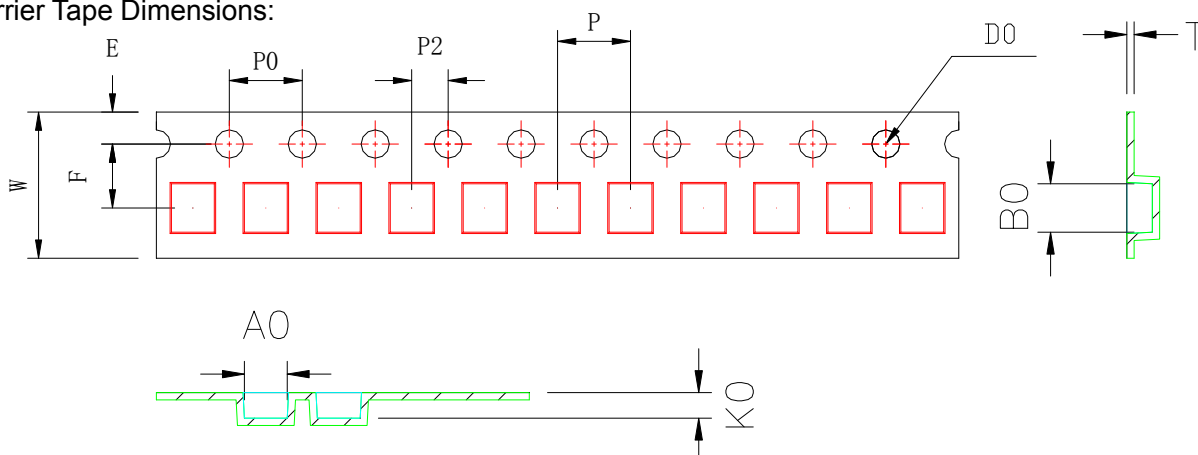 rrier Tape Dimensions:
E
P0
P2
P
D0
T
W
F
B0
A0
K0